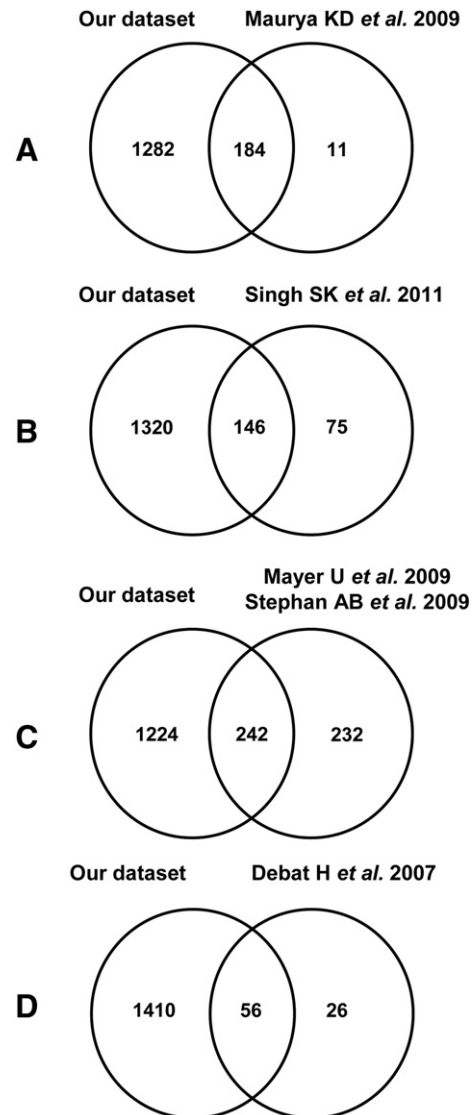 Our dataset Maurya KD et al. 2009
A 1282 184 11
Our dataset Singh SK et al. 2011
B 1320 146 75
Mayer U et al. 2009
Our dataset Stephan AB et al. 2009
C 1224 242 232
Our dataset Debat H et al. 2007
D 1410 56 26